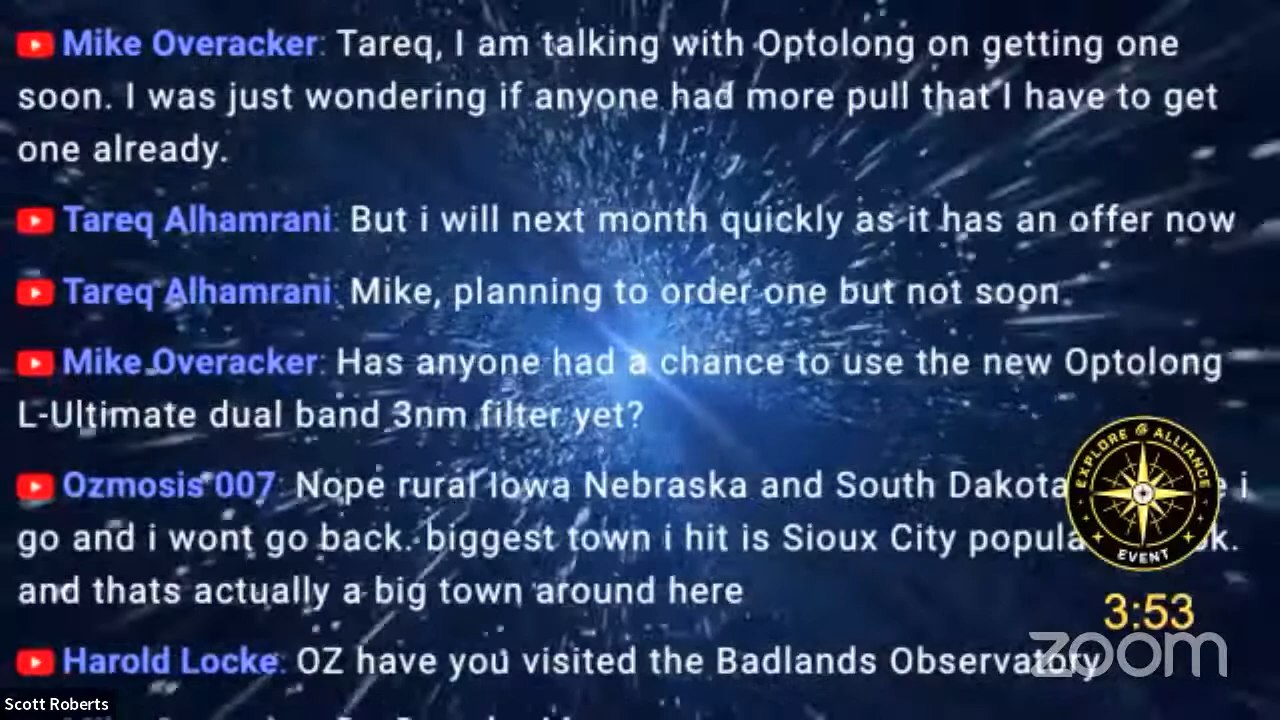 Mike Overacker: Tareq, I am talking with Optolong on getting one
soon. I was just wondering if anyone had more pull that I have to get
one already.
Tareq Alhamrani: But i will next month quickly as it has an offer now
Tareq Alhamrani: Mike, planning to order one but not soon.
Mike Overacker: Has anyone had a chance to use the new Optolong
L-Ultimate dual band 3nm filter yet?
Ozmosis 007: Nope rural Iowa Nebraska and South Dakota i
go and i wont go back. biggest town i hit is Sioux City
and thats actually a big town around here
Harold Locke: OZ have you visited the Badlands Observatory
EXPLORE @ ALLIANCE
EVENT
3:53
zoom
Scott Roberts